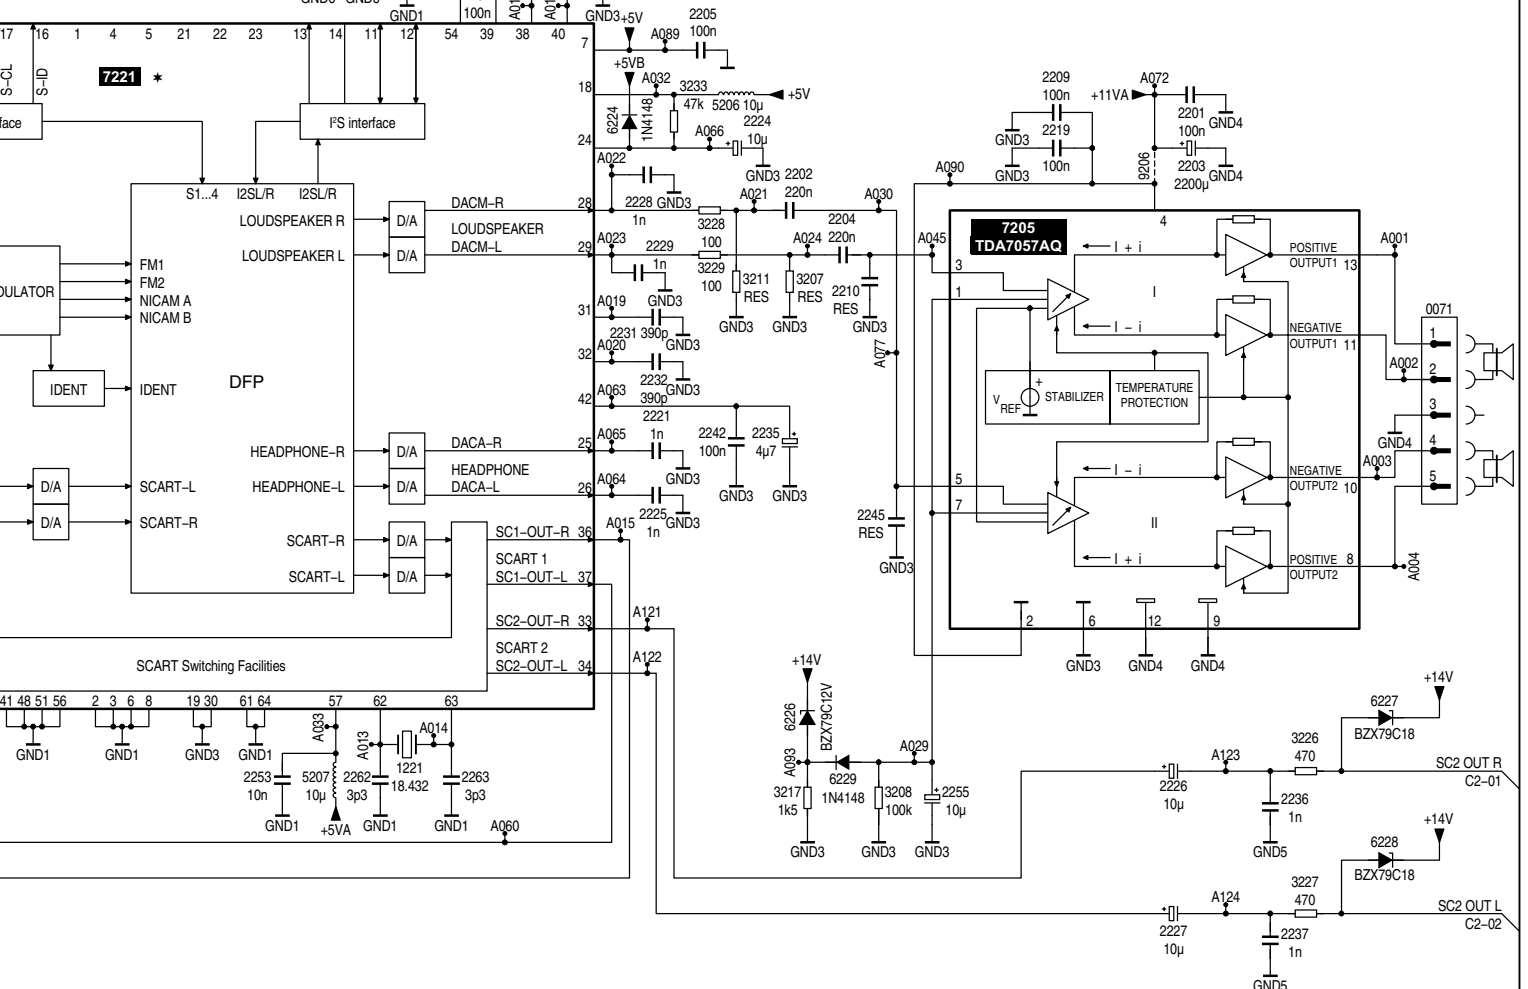 GND1
100n
GND3
+5V
2205
100n
A089
17 16 1 4 5 21 22 23 13 14 11 12 54 39 38 40 7
S-CL
S-ID
7221 ★
+5VB
A032
3233
47k
5206 10µ
+5V
18
6224
1N4148
2224
10µ
A066
24
GND3
face
I²S interface
2209
100n
A072
+11VA
2201
100n
GND4
GND3
2219
100n
GND3
9206
2203
2200µ
GND4
A090
S1...4
I2SL/R
I2SL/R
A022
2228
1n
GND3
A021
2202
220n
A030
LOUDSPEAKER R
D/A
DACM-R
28
LOUDSPEAKER
3228
100
LOUDSPEAKER L
D/A
DACM-L
29
A023
2229
1n
GND3
3229
100
A024
2204
220n
A045
3211
RES
GND3
3207
RES
GND3
2210
RES
GND3
DULATOR
FM1
FM2
NICAM A
NICAM B
31
A019
2231 390p
GND3
32
A020
2232
390p
GND3
IDENT
IDENT
DFP
42
A063
2221
1n
2242
100n
GND3
2235
4µ7
GND3
A077
HEADPHONE-R
D/A
DACA-R
25
A065
GND3
HEADPHONE
HEADPHONE-L
D/A
DACA-L
26
A064
2225
1n
GND3
D/A
SCART-L
D/A
SCART-R
SCART-R
D/A
SC1-OUT-R 36
A015
SCART 1
SCART-L
D/A
SC1-OUT-L 37
SC2-OUT-R 33
A121
SCART 2
SC2-OUT-L 34
A122
SCART Switching Facilities
2245
RES
GND3
7205
TDA7057AQ
4
3
1
5
7
I + i
I
I - i
I - i
II
I + i
V REF
+
STABILIZER
TEMPERATURE
PROTECTION
POSITIVE
OUTPUT1 13
A001
NEGATIVE
OUTPUT1 11
A002
NEGATIVE
OUTPUT2 10
A003
POSITIVE 8
OUTPUT2
A004
0071
1
2
3
4
5
GND4
2 6 12 9
GND3
GND4
GND4
41 48 51 56 2 3 6 8 19 30 61 64 57 62 63
GND1
GND1
GND3
GND1
A033
A013
A014
2253
10n
GND1
5207
10µ
+5VA
2262
3p3
GND1
1221
18.432
2263
3p3
GND1
A060
+14V
6226
BZX79C12V
A093
6229
1N4148
A029
3217
1k5
GND3
3208
100k
GND3
2255
10µ
GND3
6227
BZX79C18
+14V
A123
3226
470
SC2 OUT R
C2-01
2226
10µ
2236
1n
GND5
6228
BZX79C18
+14V
A124
3227
470
SC2 OUT L
C2-02
2227
10µ
2237
1n
GND5